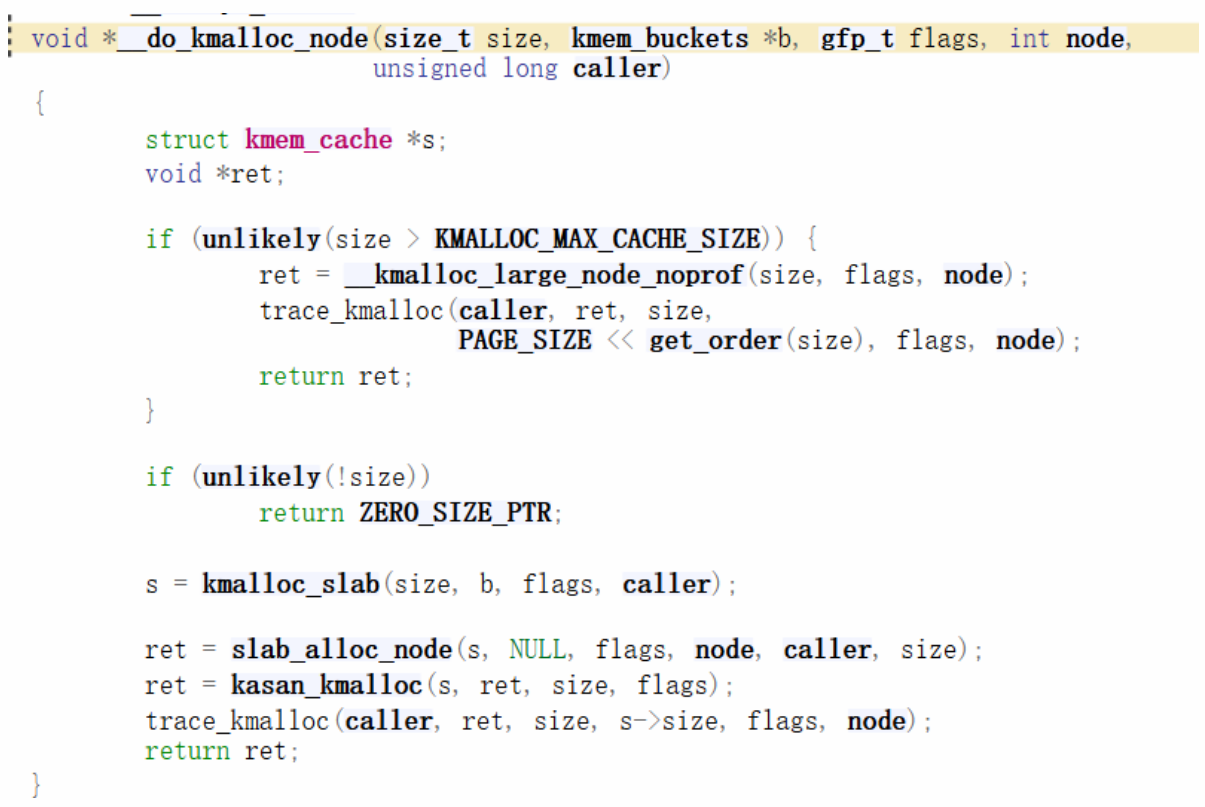 void *__do_kmalloc_node(size_t size, kmem_buckets *b, gfp_t flags, int node,
unsigned long caller)
{
struct kmem_cache *s;
void *ret;
if (unlikely(size > KMALLOC_MAX_CACHE_SIZE)) {
ret = __kmalloc_large_node_noprof(size, flags, node);
trace_kmalloc(caller, ret, size,
PAGE_SIZE << get_order(size), flags, node);
return ret;
}
if (unlikely(!size))
return ZERO_SIZE_PTR;
s = kmalloc_slab(size, b, flags, caller);
ret = slab_alloc_node(s, NULL, flags, node, caller, size);
ret = kasan_kmalloc(s, ret, size, flags);
trace_kmalloc(caller, ret, size, s->size, flags, node);
return ret;
}